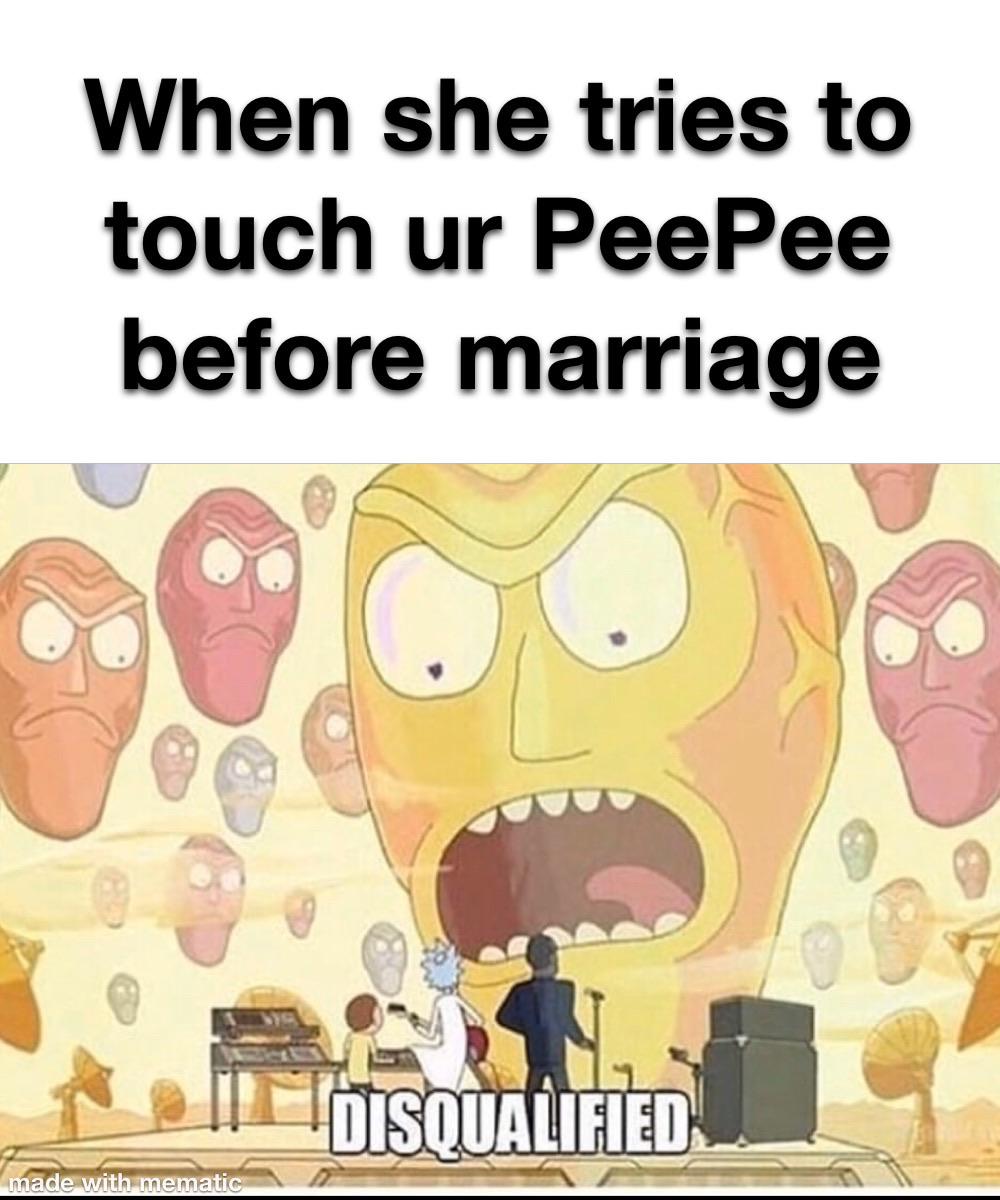 When she tries to
touch ur PeePee
before marriage
DISQUALIFIED
made with mematic